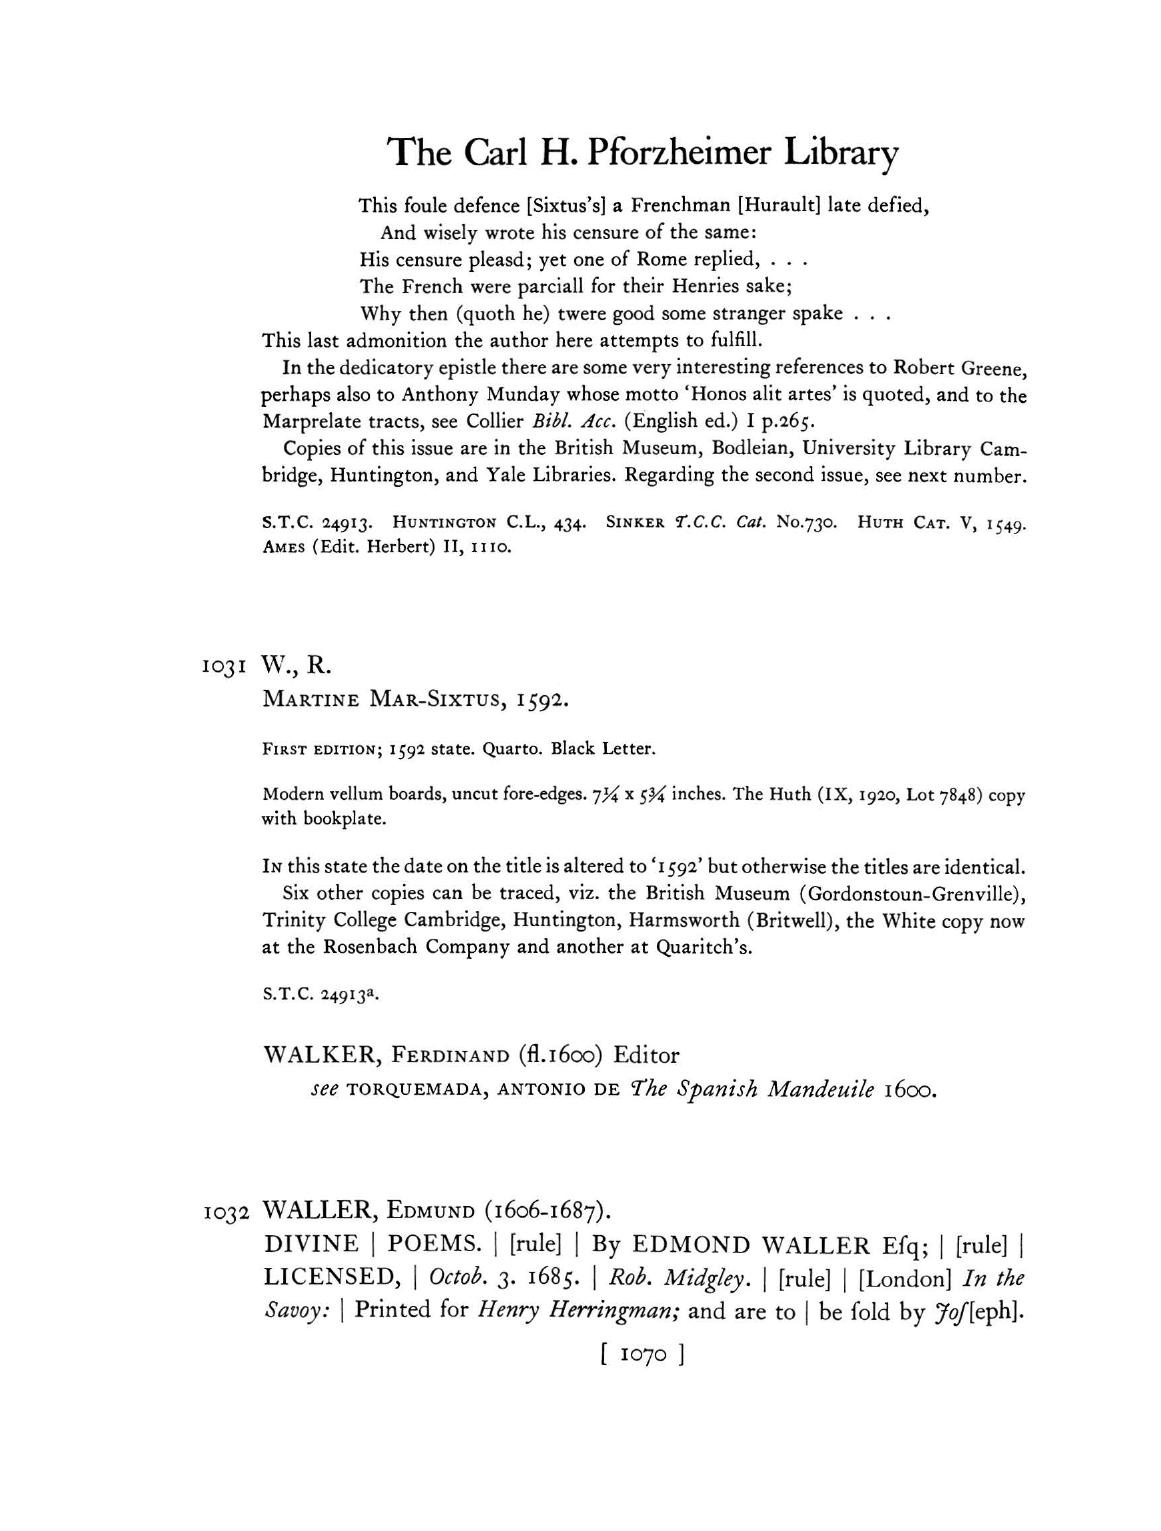 The Carl H. Pforzheimer Library
This foule defence [Sixtus's] a Frenchman [Hurault] late defied,
And wisely wrote his censure of the same:
His censure pleasd; yet one of Rome replied, . . .
The French were parciall for their Henries sake;
Why then (quoth he) twere good some stranger spake . . .
This last admonition the author here attempts to fulfill.
In the dedicatory epistle there are some very interesting references to Robert Greene,
perhaps also to Anthony Munday whose motto 'Honos alit artes' is quoted, and to the
Marprelate tracts, see Collier Bibl. Acc. (English ed.) I p.265.
Copies of this issue are in the British Museum, Bodleian, University Library Cam-
bridge, Huntington, and Yale Libraries. Regarding the second issue, see next number.
S.T.C. 24913. HUNTINGTON C.L., 434. SINKER T.C.C. Cat. No.730. HUTH CAT. V, 1549.
AMES (Edit. Herbert) II, 1110.
1031 W., R.
MARTINE MAR-SIXTUS, 1592.
FIRST EDITION; 1592 state. Quarto. Black Letter.
Modern vellum boards, uncut fore-edges. 7¼ x 5¾ inches. The Huth (IX, 1920, Lot 7848) copy
with bookplate.
IN this state the date on the title is altered to '1592' but otherwise the titles are identical.
Six other copies can be traced, viz. the British Museum (Gordonstoun-Grenville),
Trinity College Cambridge, Huntington, Harmsworth (Britwell), the White copy now
at the Rosenbach Company and another at Quaritch's.
S.T.C. 24913ª.
WALKER, FERDINAND (fl.1600) Editor
see TORQUEMADA, ANTONIO DE The Spanish Mandeuile 1600.
1032 WALLER, EDMUND (1606-1687).
DIVINE | POEMS. | [rule] | By EDMOND WALLER Eſq; | [rule] |
LICENSED, | Octob. 3. 1685. | Rob. Midgley. | [rule] | [London] In the
Savoy: | Printed for Henry Herringman; and are to | be ſold by Joſ[eph].
[ 1070 ]